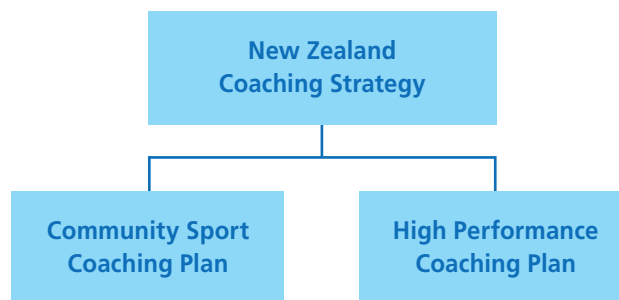 New Zealand
Coaching Strategy
Community Sport
Coaching Plan
High Performance
Coaching Plan